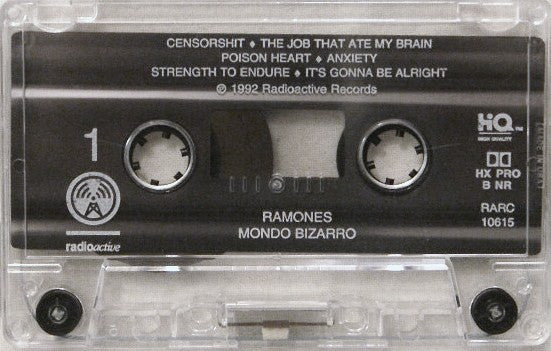 CENSORSHIT ♦ THE JOB THAT ATE MY BRAIN
POISON HEART ♦ ANXIETY
STRENGTH TO ENDURE ♦ IT'S GONNA BE ALRIGHT
℗ 1992 Radioactive Records
1
HQ™
HIGH QUALITY
HX PRO
B NR
RAMONES
MONDO BIZARRO
RARC
10615
radioactive